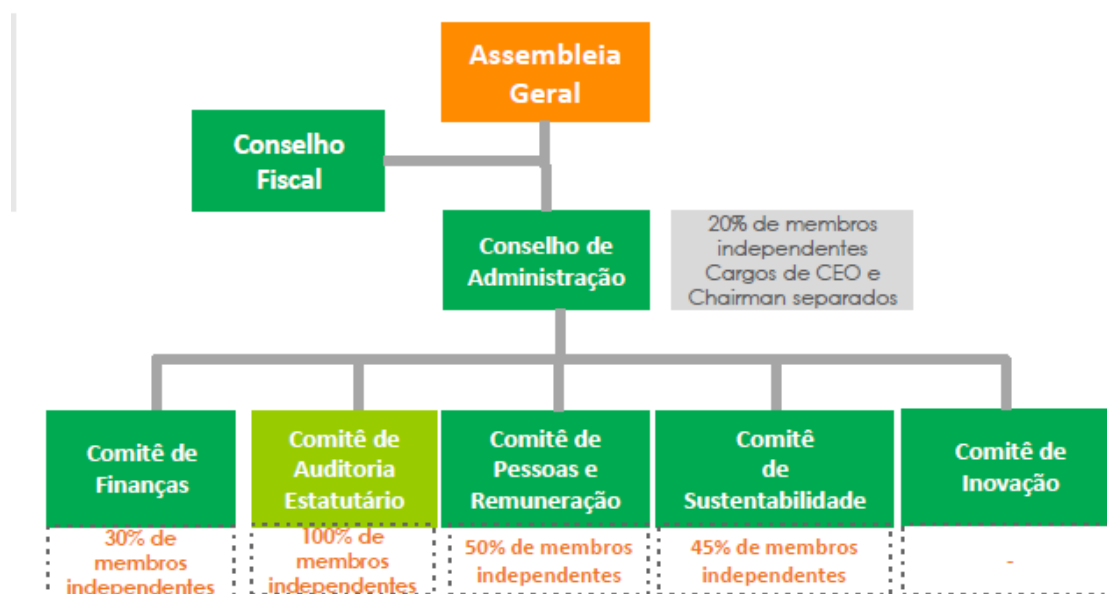 Assembleia
Geral
Conselho
Fiscal
Conselho de
Administração
20% de membros
independentes
Cargos de CEO e
Chairman separados
Comitê de
Finanças
Comitê de
Auditoria
Estatutário
Comitê de
Pessoas e
Remuneração
Comitê
de
Sustentabilidade
Comitê de
Inovação
30% de
membros
independentes
100% de
membros
independentes
50% de membros
independentes
45% de membros
independentes
-